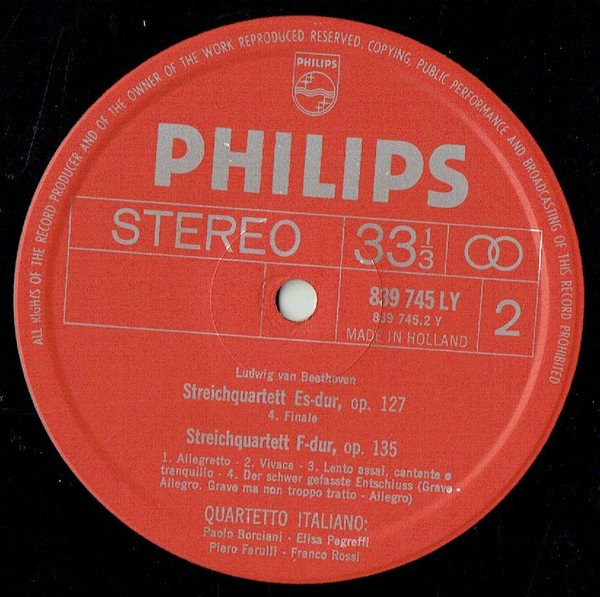 ALL RIGHTS OF THE RECORD PRODUCER AND OF THE OWNER OF THE WORK REPRODUCED RESERVED. COPYING, PUBLIC PERFORMANCE AND BROADCASTING OF THIS RECORD PROHIBITED
PHILIPS
PHILIPS
STEREO
33 1/3
839 745 LY
839 745.2 Y
MADE IN HOLLAND
2
Ludwig van Beethoven
Streichquartett Es-dur, op. 127
4. Finale
Streichquartett F-dur, op. 135
1. Allegretto - 2. Vivace - 3. Lento assai, cantante e
tranquillo - 4. Der schwer gefasste Entschluss (Grave
Allegro. Grave ma non troppo tratto - Allegro)
QUARTETTO ITALIANO:
Paolo Borciani - Elisa Pegreffi
Piero Farulli - Franco Rossi